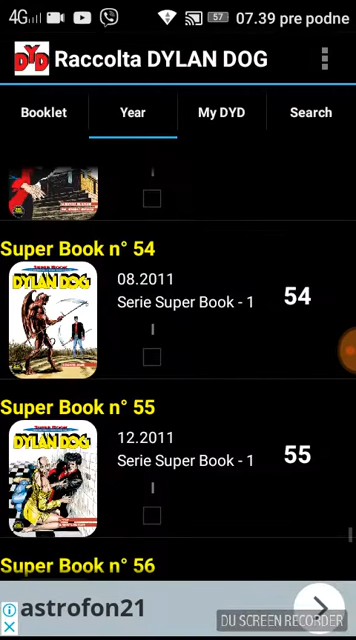 4G 57 07.39 pre podne
DYD Raccolta DYLAN DOG
Booklet Year My DYD Search
Super Book n° 54
DYLAN DOG
08.2011
Serie Super Book - 1
54
Super Book n° 55
DYLAN DOG
12.2011
Serie Super Book - 1
55
Super Book n° 56
astrofon21
DU SCREEN RECORDER